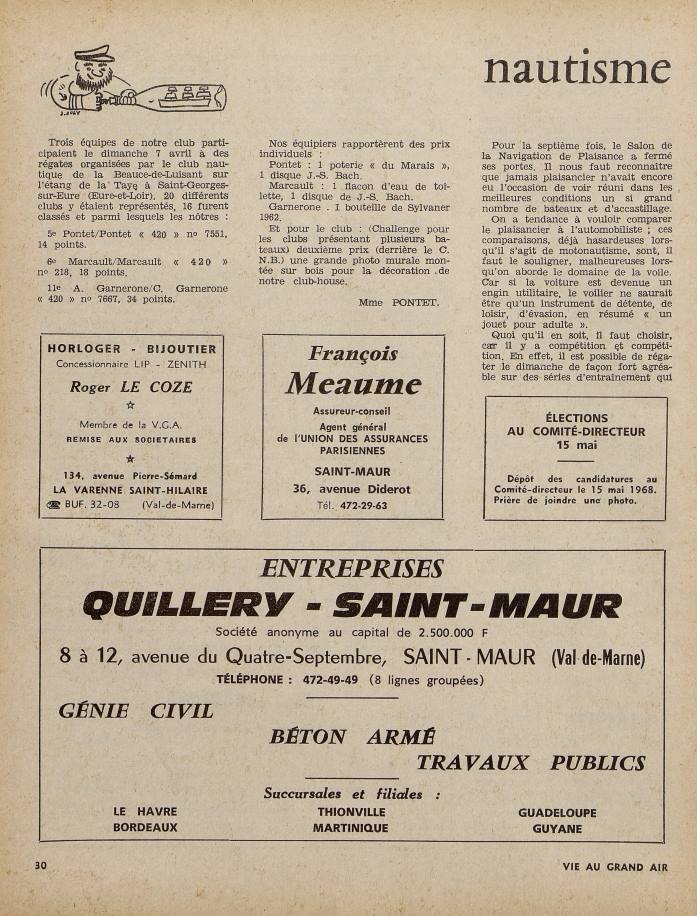 nautisme
J. SOEY
Trois équipes de notre club parti-
cipaient le dimanche 7 avril à des
régates organisées par le club nau-
tique de la Beauce-de-Luisant sur
l'étang de la Taye à Saint-Georges-
sur-Eure (Eure-et-Loir), 20 différents
clubs y étaient représentés, 16 furent
classés et parmi lesquels les nôtres :
5e Pontet/Pontet « 420 » no 7551,
14 points.
6e Marcault/Marcault « 420 »
no 218, 18 points.
11e A. Garnerone/C. Garnerone
« 420 » no 7667, 34 points.
Nos équipiers rapportèrent des prix
individuels :
Pontet : 1 poterie « du Marais »,
1 disque J.-S. Bach.
Marcault : 1 flacon d'eau de toi-
lette, 1 disque de J.-S. Bach.
Garnerone . I bouteille de Sylvaner
1962.
Et pour le club : (Challenge pour
les clubs présentant plusieurs ba-
teaux) deuxième prix (derrière le C.
N.B.) une grande photo murale mon-
tée sur bois pour la décoration de
notre club-house.
Mme PONTET.
Pour la septième fois, le Salon de
la Navigation de Plaisance a fermé
ses portes. Il nous faut reconnaître
que jamais plaisancier n'avait encore
eu l'occasion de voir réuni dans les
meilleures conditions un si grand
nombre de bateaux et d'accastillage.
On a tendance à vouloir comparer
le plaisancier à l'automobiliste ; ces
comparaisons, déjà hasardeuses lors-
qu'il s'agit de motonautisme, sont, il
faut le souligner, malheureuses lors-
qu'on aborde le domaine de la voile.
Car si la voiture est devenue un
engin utilitaire, le voilier ne saurait
être qu'un instrument de détente, de
loisir, d'évasion, en résumé « un
jouet pour adulte ».
Quoi qu'il en soit, il faut choisir,
car il y a compétition et compéti-
tion. En effet, il est possible de réga-
ter le dimanche de façon fort agréa-
ble sur des séries d'entraînement qui
HORLOGER - BIJOUTIER
Concessionnaire LIP - ZENITH
Roger LE COZE
Membre de la V.G.A.
REMISE AUX SOCIETAIRES
134, avenue Pierre-Sémard
LA VARENNE SAINT-HILAIRE
BUF. 32-08 (Val-de-Marne)
François
Meaume
Assureur-conseil
Agent général
de l'UNION DES ASSURANCES
PARISIENNES
SAINT-MAUR
36, avenue Diderot
Tél. 472-29-63
ÉLECTIONS
AU COMITÉ-DIRECTEUR
15 mai
Dépôt des candidatures au
Comité-directeur le 15 mai 1968.
Prière de joindre une photo.
ENTREPRISES
QUILLERY - SAINT-MAUR
Société anonyme au capital de 2.500.000 F
8 à 12, avenue du Quatre-Septembre, SAINT - MAUR (Val de-Marne)
TÉLÉPHONE : 472-49-49 (8 lignes groupées)
GÉNIE CIVIL
BÉTON ARMÉ
TRAVAUX PUBLICS
Succursales et filiales :
LE HAVRE THIONVILLE GUADELOUPE
BORDEAUX MARTINIQUE GUYANE
30 VIE AU GRAND AIR